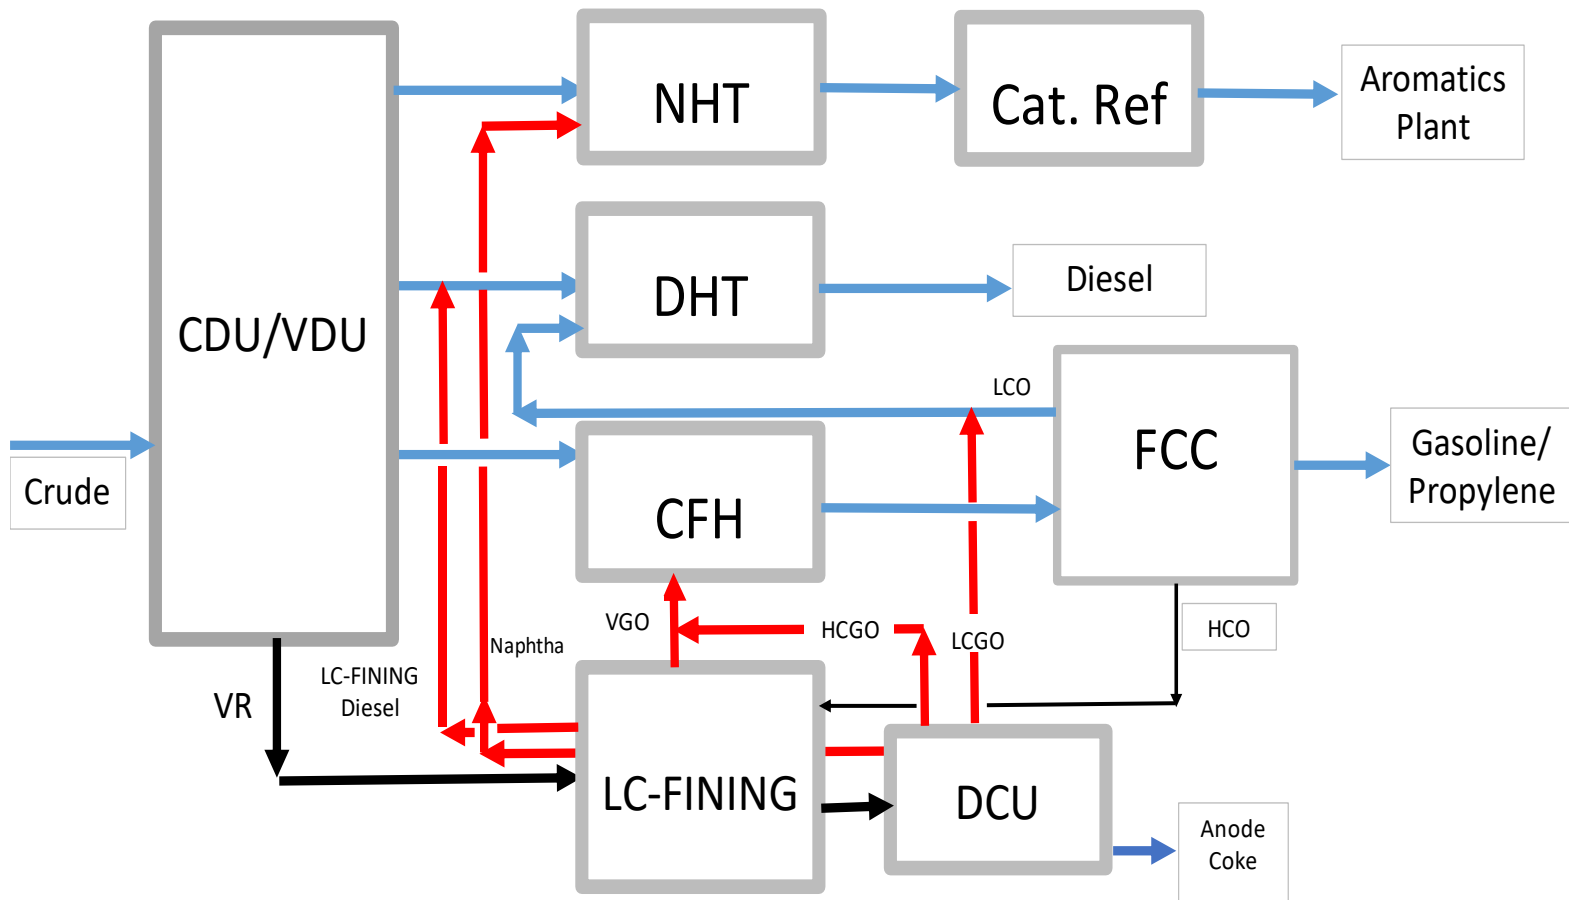 NHT
Cat. Ref
Aromatics
Plant
CDU/VDU
DHT
Diesel
LCO
FCC
Gasoline/
Propylene
Crude
CFH
VGO
HCGO
LCGO
HCO
Naphtha
LC-FINING
Diesel
VR
LC-FINING
DCU
Anode
Coke